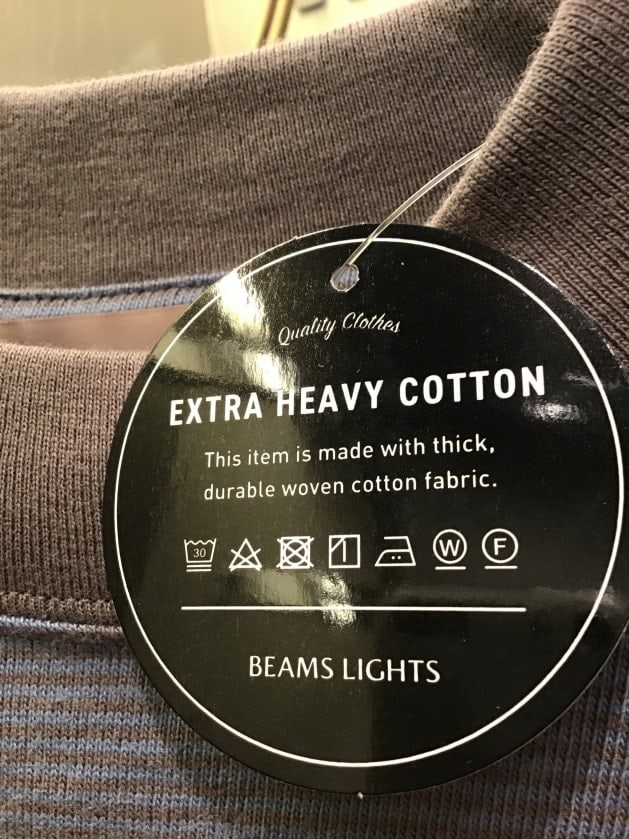 Quality Clothes
EXTRA HEAVY COTTON
This item is made with thick,
durable woven cotton fabric.
30 W F
BEAMS LIGHTS